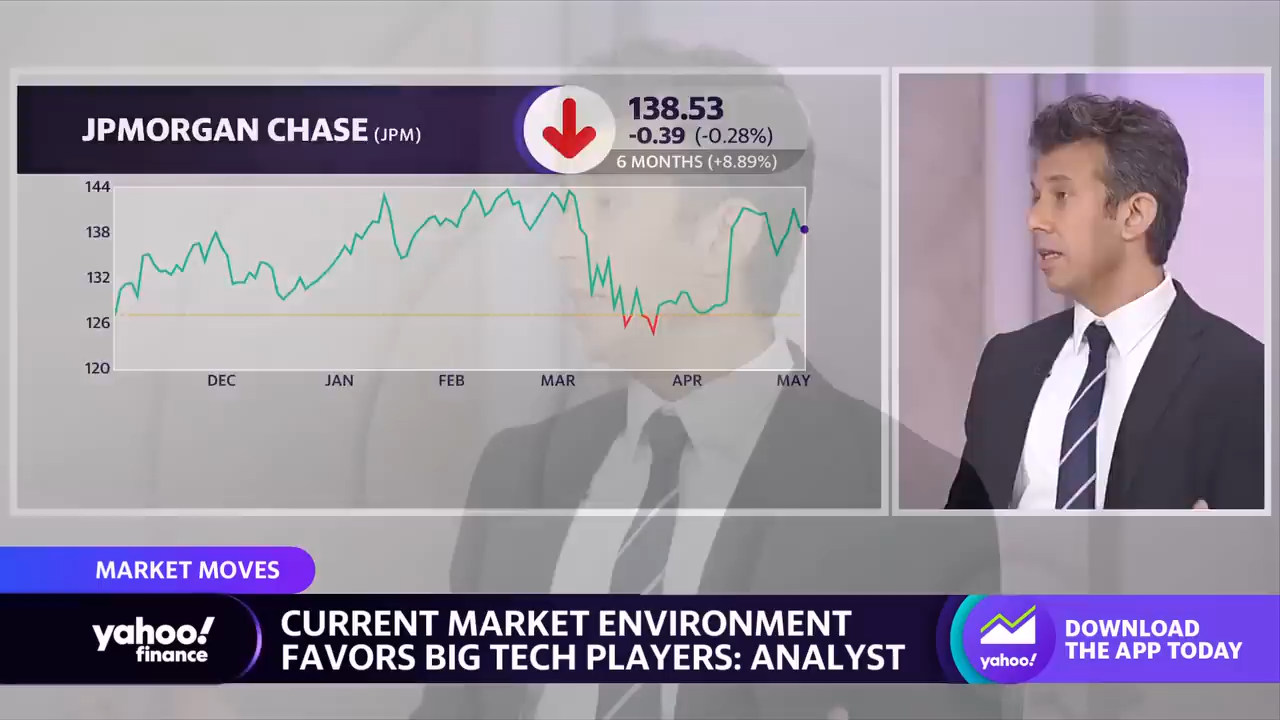 JPMORGAN CHASE (JPM)
138.53
-0.39 (-0.28%)
6 MONTHS (+8.89%)
144
138
132
126
120
DEC JAN FEB MAR APR MAY
MARKET MOVES
yahoo!
finance
CURRENT MARKET ENVIRONMENT
FAVORS BIG TECH PLAYERS: ANALYST
yahoo!
DOWNLOAD
THE APP TODAY